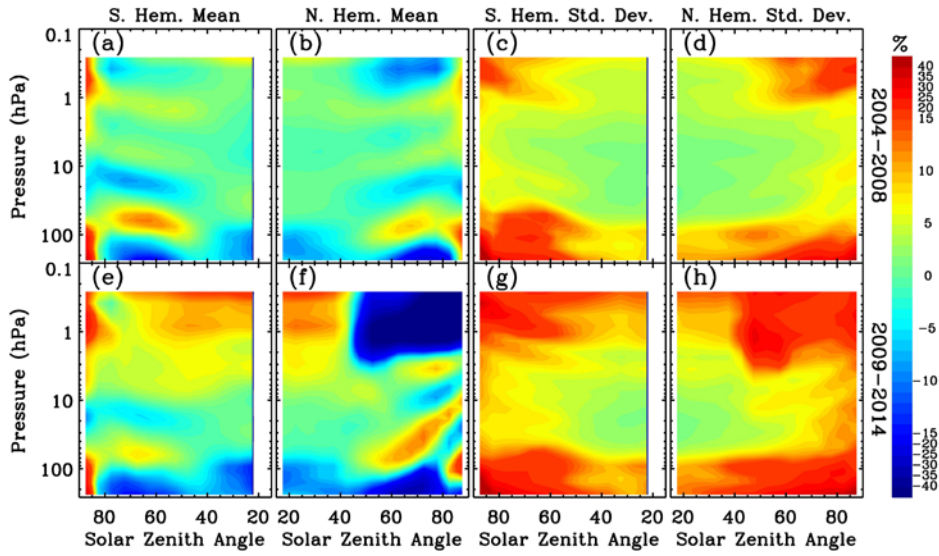 S. Hem. Mean
N. Hem. Mean
S. Hem. Std. Dev.
N. Hem. Std. Dev.
0.1
(a)
(b)
(c)
(d)
%
Pressure (hPa)
1
10
100
2004-2008
0.1
(e)
(f)
(g)
(h)
Pressure (hPa)
1
10
100
2009-2014
40
35
30
25
20
15
10
5
0
-5
-10
-15
-20
-25
-30
-35
-40
80 60 40 20
20 40 60 80
80 60 40 20
20 40 60 80
Solar Zenith Angle
Solar Zenith Angle
Solar Zenith Angle
Solar Zenith Angle